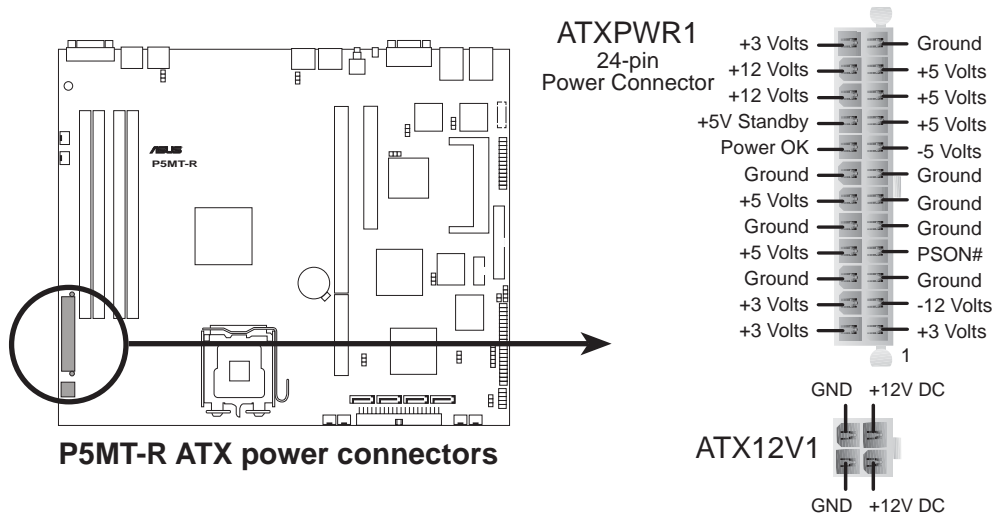 ATXPWR1
24-pin
Power Connector
+3 Volts
+12 Volts
+12 Volts
+5V Standby
Power OK
Ground
+5 Volts
Ground
+5 Volts
Ground
+3 Volts
+3 Volts
Ground
+5 Volts
+5 Volts
+5 Volts
-5 Volts
Ground
Ground
Ground
PSON#
Ground
-12 Volts
+3 Volts
1
ASUS
P5MT-R
GND +12V DC
ATX12V1
GND +12V DC
P5MT-R ATX power connectors